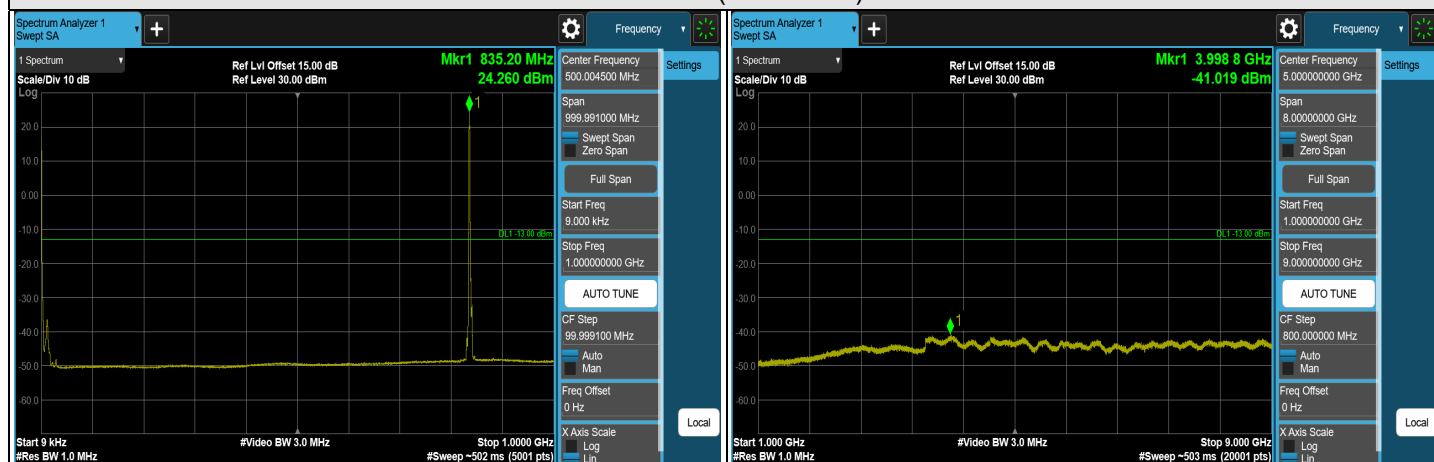 Spectrum Analyzer 1
Swept SA
+
Frequency
1 Spectrum
Ref Lvl Offset 15.00 dB
Mkr1 835.20 MHz
Scale/Div 10 dB
Ref Level 30.00 dBm
24.260 dBm
Log
1
20.0
10.0
0.00
-10.0
DL1 -13.00 dBm
-20.0
-30.0
-40.0
-50.0
-60.0
Start 9 kHz
#Video BW 3.0 MHz
Stop 1.0000 GHz
#Res BW 1.0 MHz
#Sweep ~502 ms (5001 pts)
Center Frequency
500.004500 MHz
Settings
Span
999.991000 MHz
Swept Span
Zero Span
Full Span
Start Freq
9.000 kHz
Stop Freq
1.000000000 GHz
AUTO TUNE
CF Step
99.999100 MHz
Auto
Man
Freq Offset
0 Hz
Local
X Axis Scale
Log
Lin
Spectrum Analyzer 1
Swept SA
+
Frequency
1 Spectrum
Ref Lvl Offset 15.00 dB
Mkr1 3.998 8 GHz
Scale/Div 10 dB
Ref Level 30.00 dBm
-41.019 dBm
Log
20.0
10.0
0.00
-10.0
DL1 -13.00 dBm
-20.0
-30.0
1
-40.0
-50.0
-60.0
Start 1.000 GHz
#Video BW 3.0 MHz
Stop 9.000 GHz
#Res BW 1.0 MHz
#Sweep ~503 ms (20001 pts)
Center Frequency
5.000000000 GHz
Settings
Span
8.00000000 GHz
Swept Span
Zero Span
Full Span
Start Freq
1.000000000 GHz
Stop Freq
9.000000000 GHz
AUTO TUNE
CF Step
800.000000 MHz
Auto
Man
Freq Offset
0 Hz
Local
X Axis Scale
Log
Lin